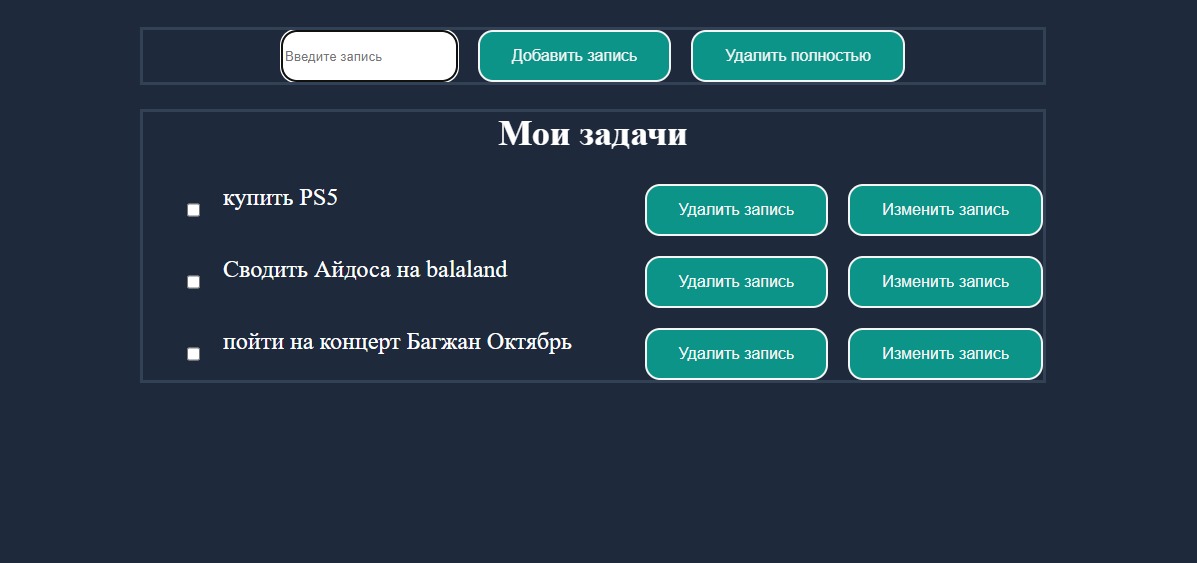 Введите запись Добавить запись Удалить полностью
Мои задачи
купить PS5 Удалить запись Изменить запись
Сводить Айдоса на balaland Удалить запись Изменить запись
пойти на концерт Багжан Октябрь Удалить запись Изменить запись